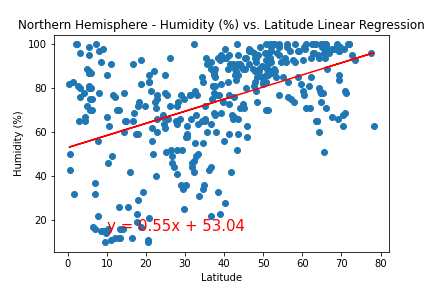 Northern Hemisphere - Humidity (%) vs. Latitude Linear Regression
100
80
60
40
20
Humidity (%)
y = 0.55x + 53.04
0 10 20 30 40 50 60 70 80
Latitude